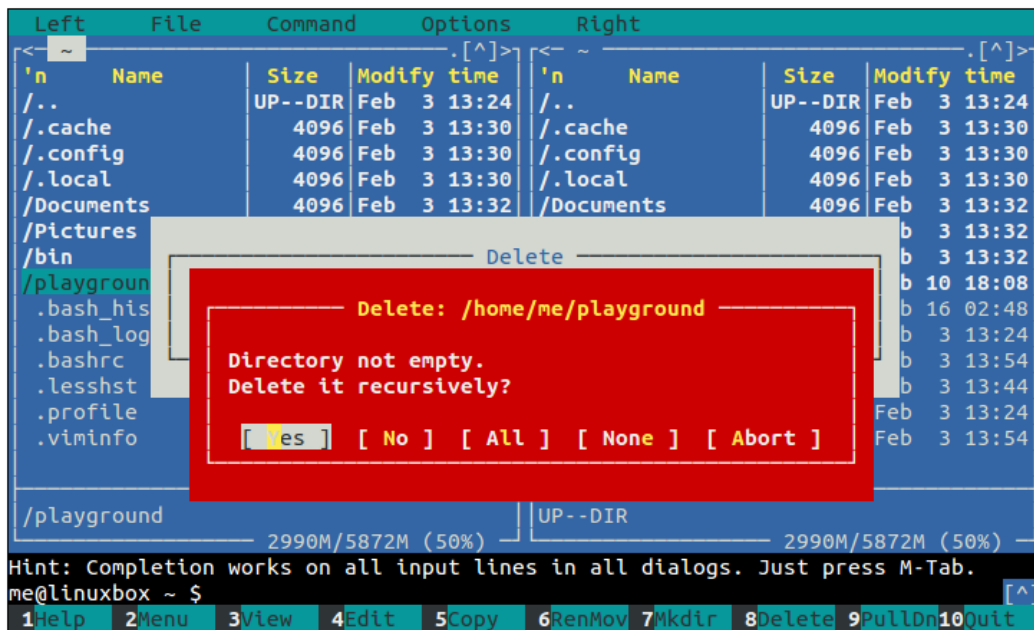 Left File Command Options Right
<─ ~ .[^]> <─ ~ .[^]>
'n Name Size Modify time 'n Name Size Modify time
/.. UP--DIR Feb 3 13:24 /.. UP--DIR Feb 3 13:24
/.cache 4096 Feb 3 13:30 /.cache 4096 Feb 3 13:30
/.config 4096 Feb 3 13:30 /.config 4096 Feb 3 13:30
/.local 4096 Feb 3 13:30 /.local 4096 Feb 3 13:30
/Documents 4096 Feb 3 13:32 /Documents 4096 Feb 3 13:32
/Pictures b 3 13:32
/bin Delete b 3 13:32
/playgroun b 10 18:08
.bash_his Delete: /home/me/playground b 16 02:48
.bash_log b 3 13:24
.bashrc Directory not empty. b 3 13:54
.lesshst Delete it recursively? b 3 13:44
.profile Feb 3 13:24
.viminfo [ Yes ] [ No ] [ All ] [ None ] [ Abort ] Feb 3 13:54
/playground UP--DIR
2990M/5872M (50%) 2990M/5872M (50%)
Hint: Completion works on all input lines in all dialogs. Just press M-Tab.
me@linuxbox ~ $ [^]
1Help 2Menu 3View 4Edit 5Copy 6RenMov 7Mkdir 8Delete 9PullDn 10Quit